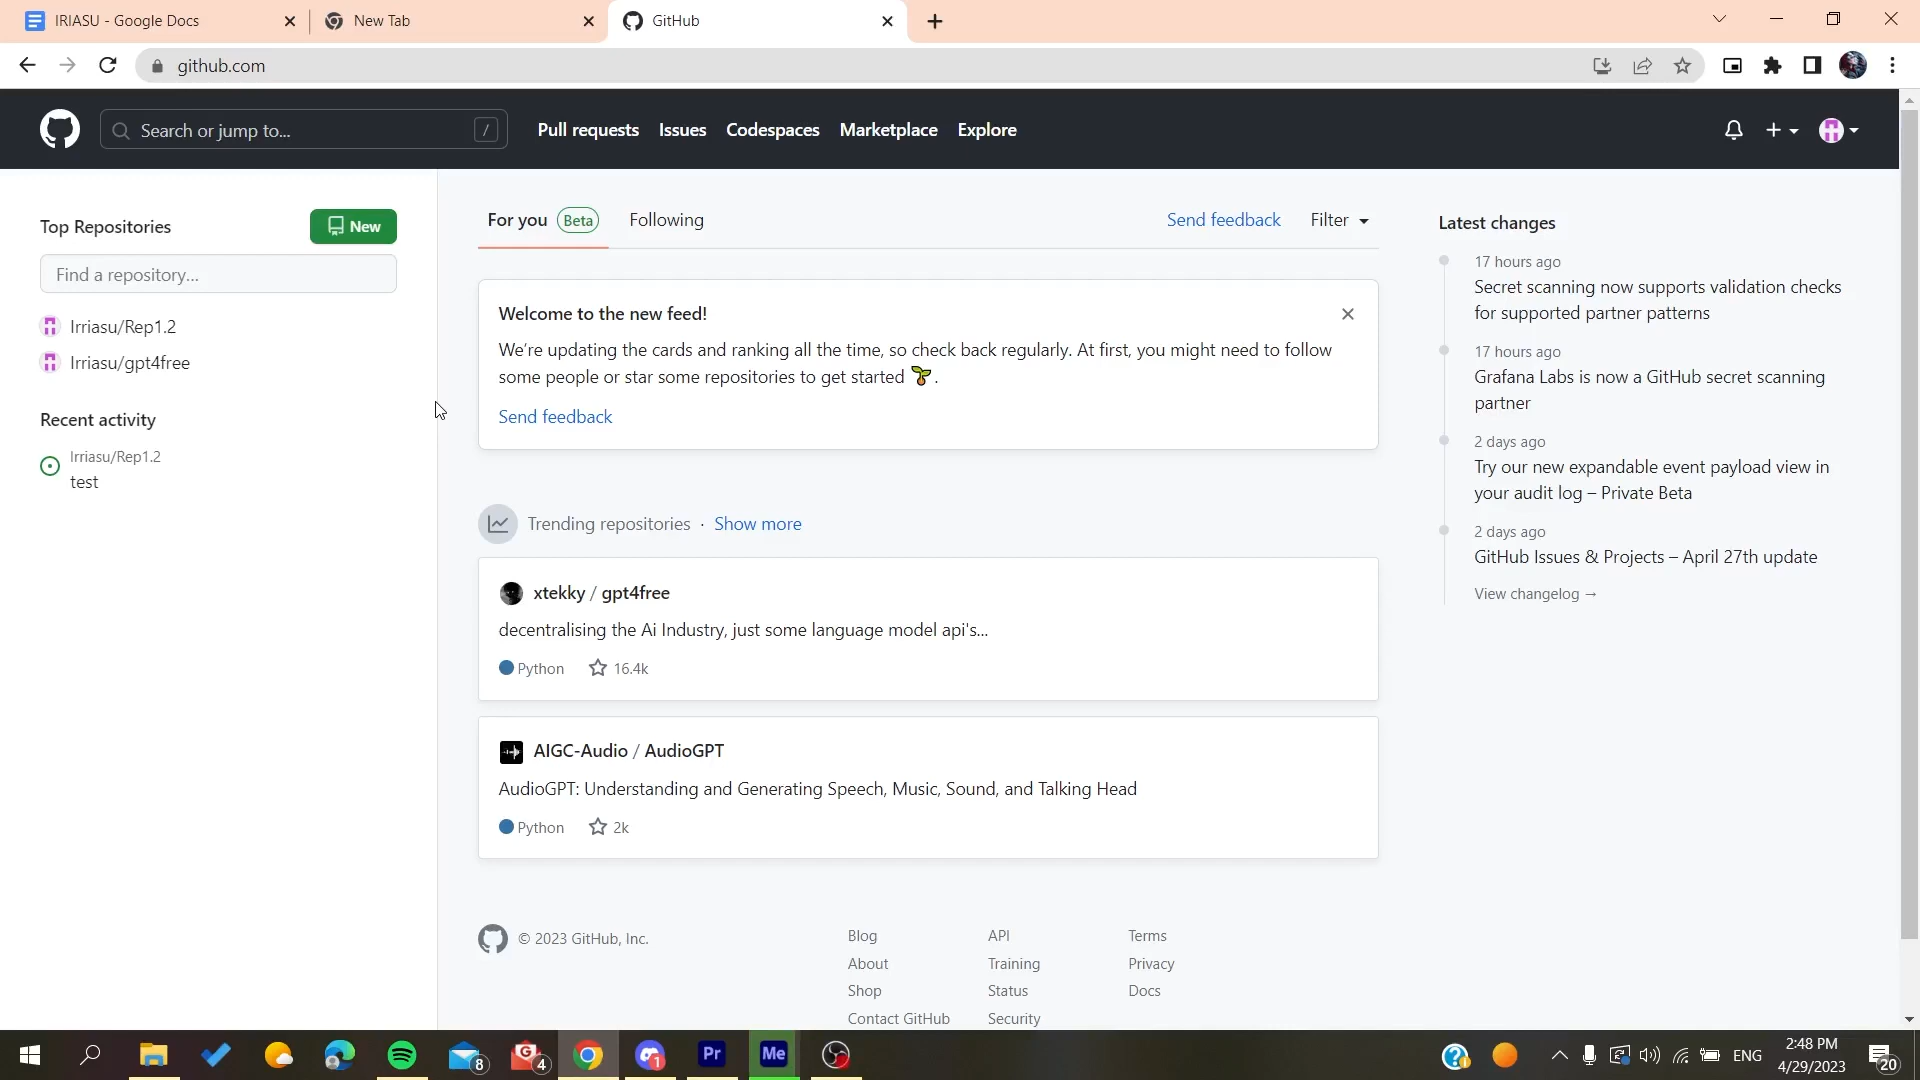 IRIASU - Google Docs
New Tab
GitHub
github.com
Search or jump to...
/
Pull requests
Issues
Codespaces
Marketplace
Explore
Top Repositories
New
Find a repository...
Irriasu/Rep1.2
Irriasu/gpt4free
Recent activity
Irriasu/Rep1.2
test
For you
Beta
Following
Send feedback
Filter
Welcome to the new feed!
We're updating the cards and ranking all the time, so check back regularly. At first, you might need to follow
some people or star some repositories to get started 🌱.
Send feedback
Trending repositories · Show more
xtekky / gpt4free
decentralising the Ai Industry, just some language model api's...
Python
16.4k
AIGC-Audio / AudioGPT
AudioGPT: Understanding and Generating Speech, Music, Sound, and Talking Head
Python
2k
Latest changes
17 hours ago
Secret scanning now supports validation checks
for supported partner patterns
17 hours ago
Grafana Labs is now a GitHub secret scanning
partner
2 days ago
Try our new expandable event payload view in
your audit log – Private Beta
2 days ago
GitHub Issues & Projects – April 27th update
View changelog →
© 2023 GitHub, Inc.
Blog
About
Shop
Contact GitHub
API
Training
Status
Security
Terms
Privacy
Docs
8
G
4
1
Pr
Me
ENG
2:48 PM
4/29/2023
20